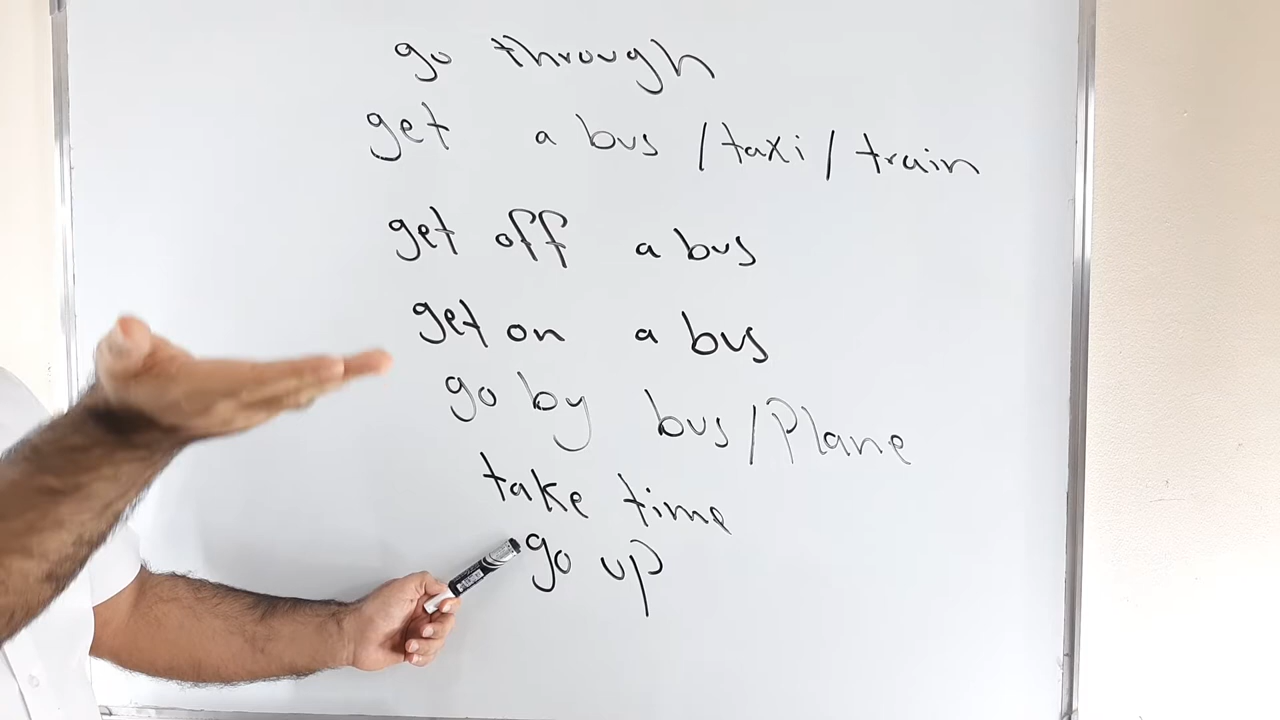 go through
get a bus / taxi / train
get off a bus
get on a bus
go by bus / Plane
take time
go up